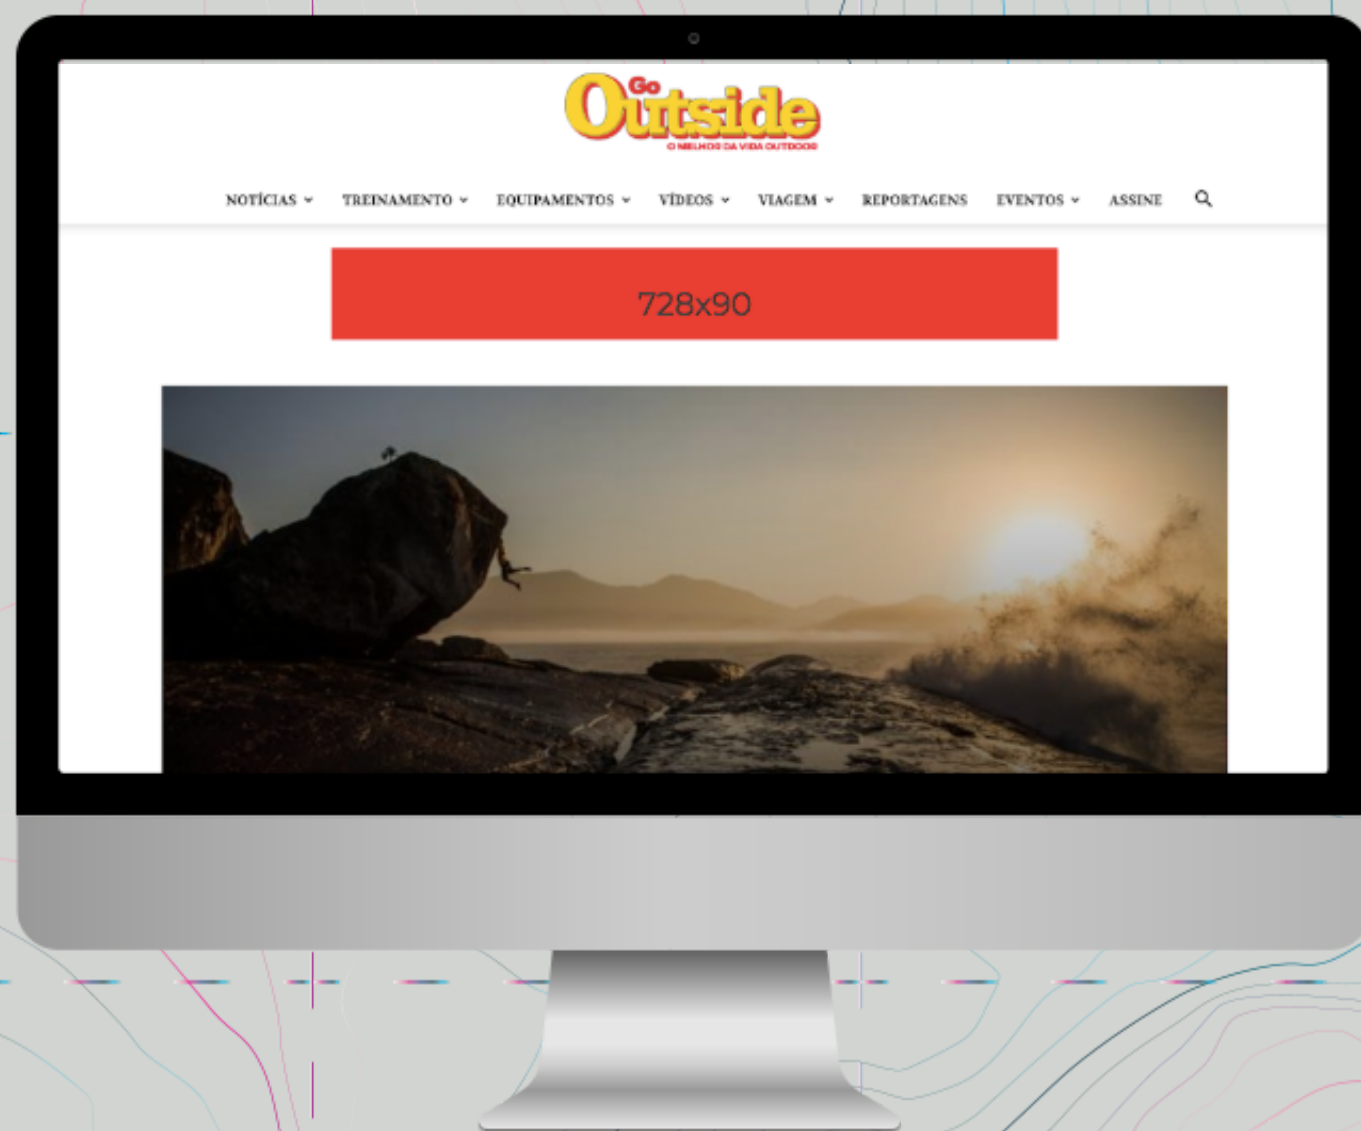 Go
Outside
O MELHOR DA VIDA OUTDOOR
NOTÍCIAS TREINAMENTO EQUIPAMENTOS VÍDEOS VIAGEM REPORTAGENS EVENTOS ASSINE
728x90